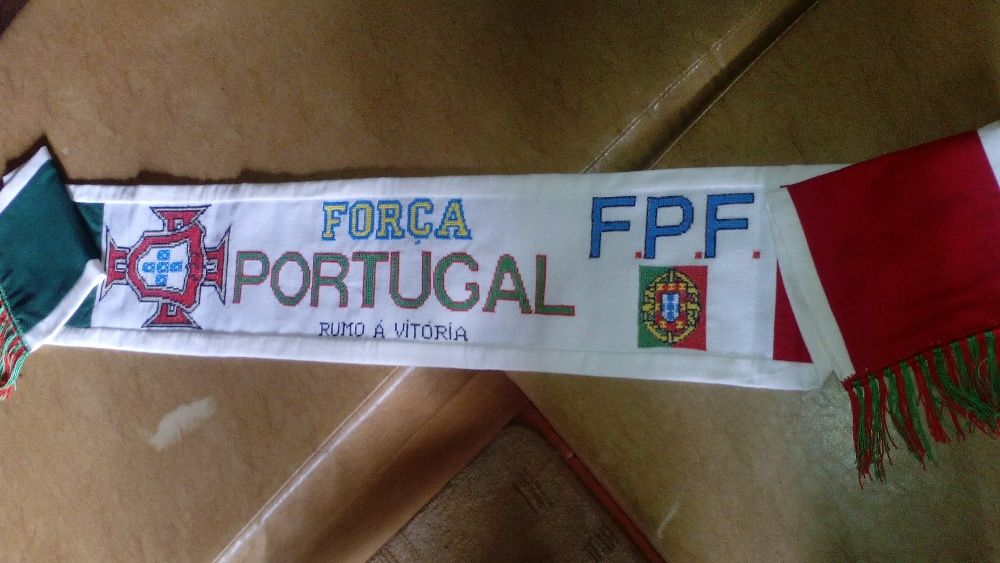 FORÇA
PORTUGAL
RUMO Á VITÓRIA
F.P.F.